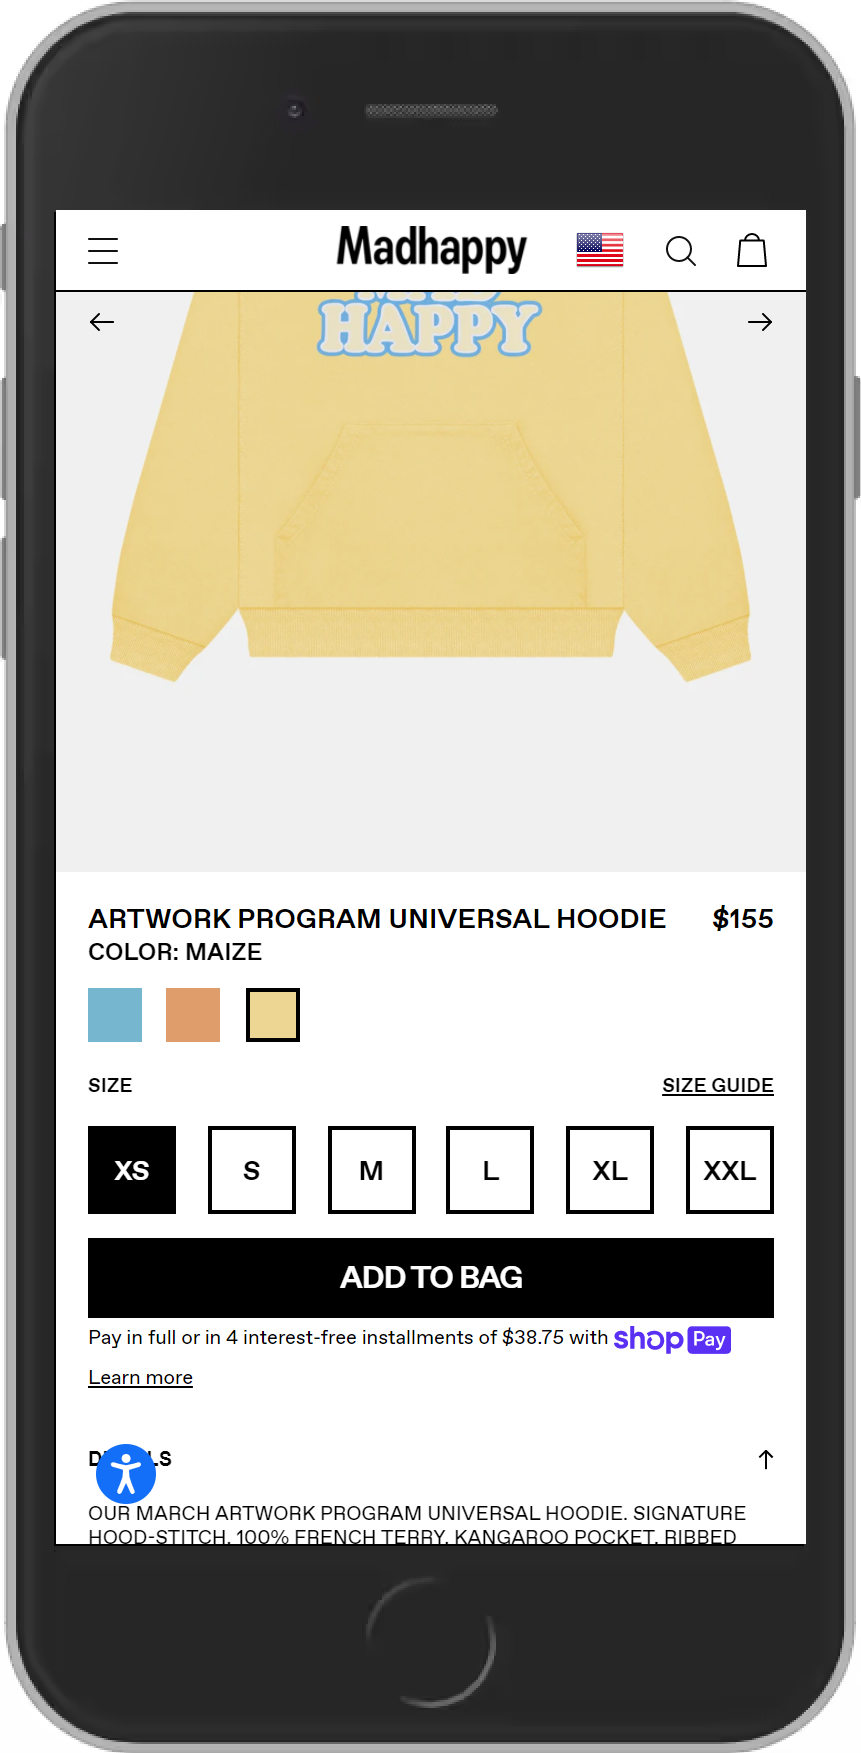 Madhappy
HAPPY
ARTWORK PROGRAM UNIVERSAL HOODIE $155
COLOR: MAIZE
SIZE SIZE GUIDE
XS S M L XL XXL
ADD TO BAG
Pay in full or in 4 interest-free installments of $38.75 with shop Pay
Learn more
OUR MARCH ARTWORK PROGRAM UNIVERSAL HOODIE. SIGNATURE
HOOD-STITCH. 100% FRENCH TERRY. KANGAROO POCKET. RIBBED